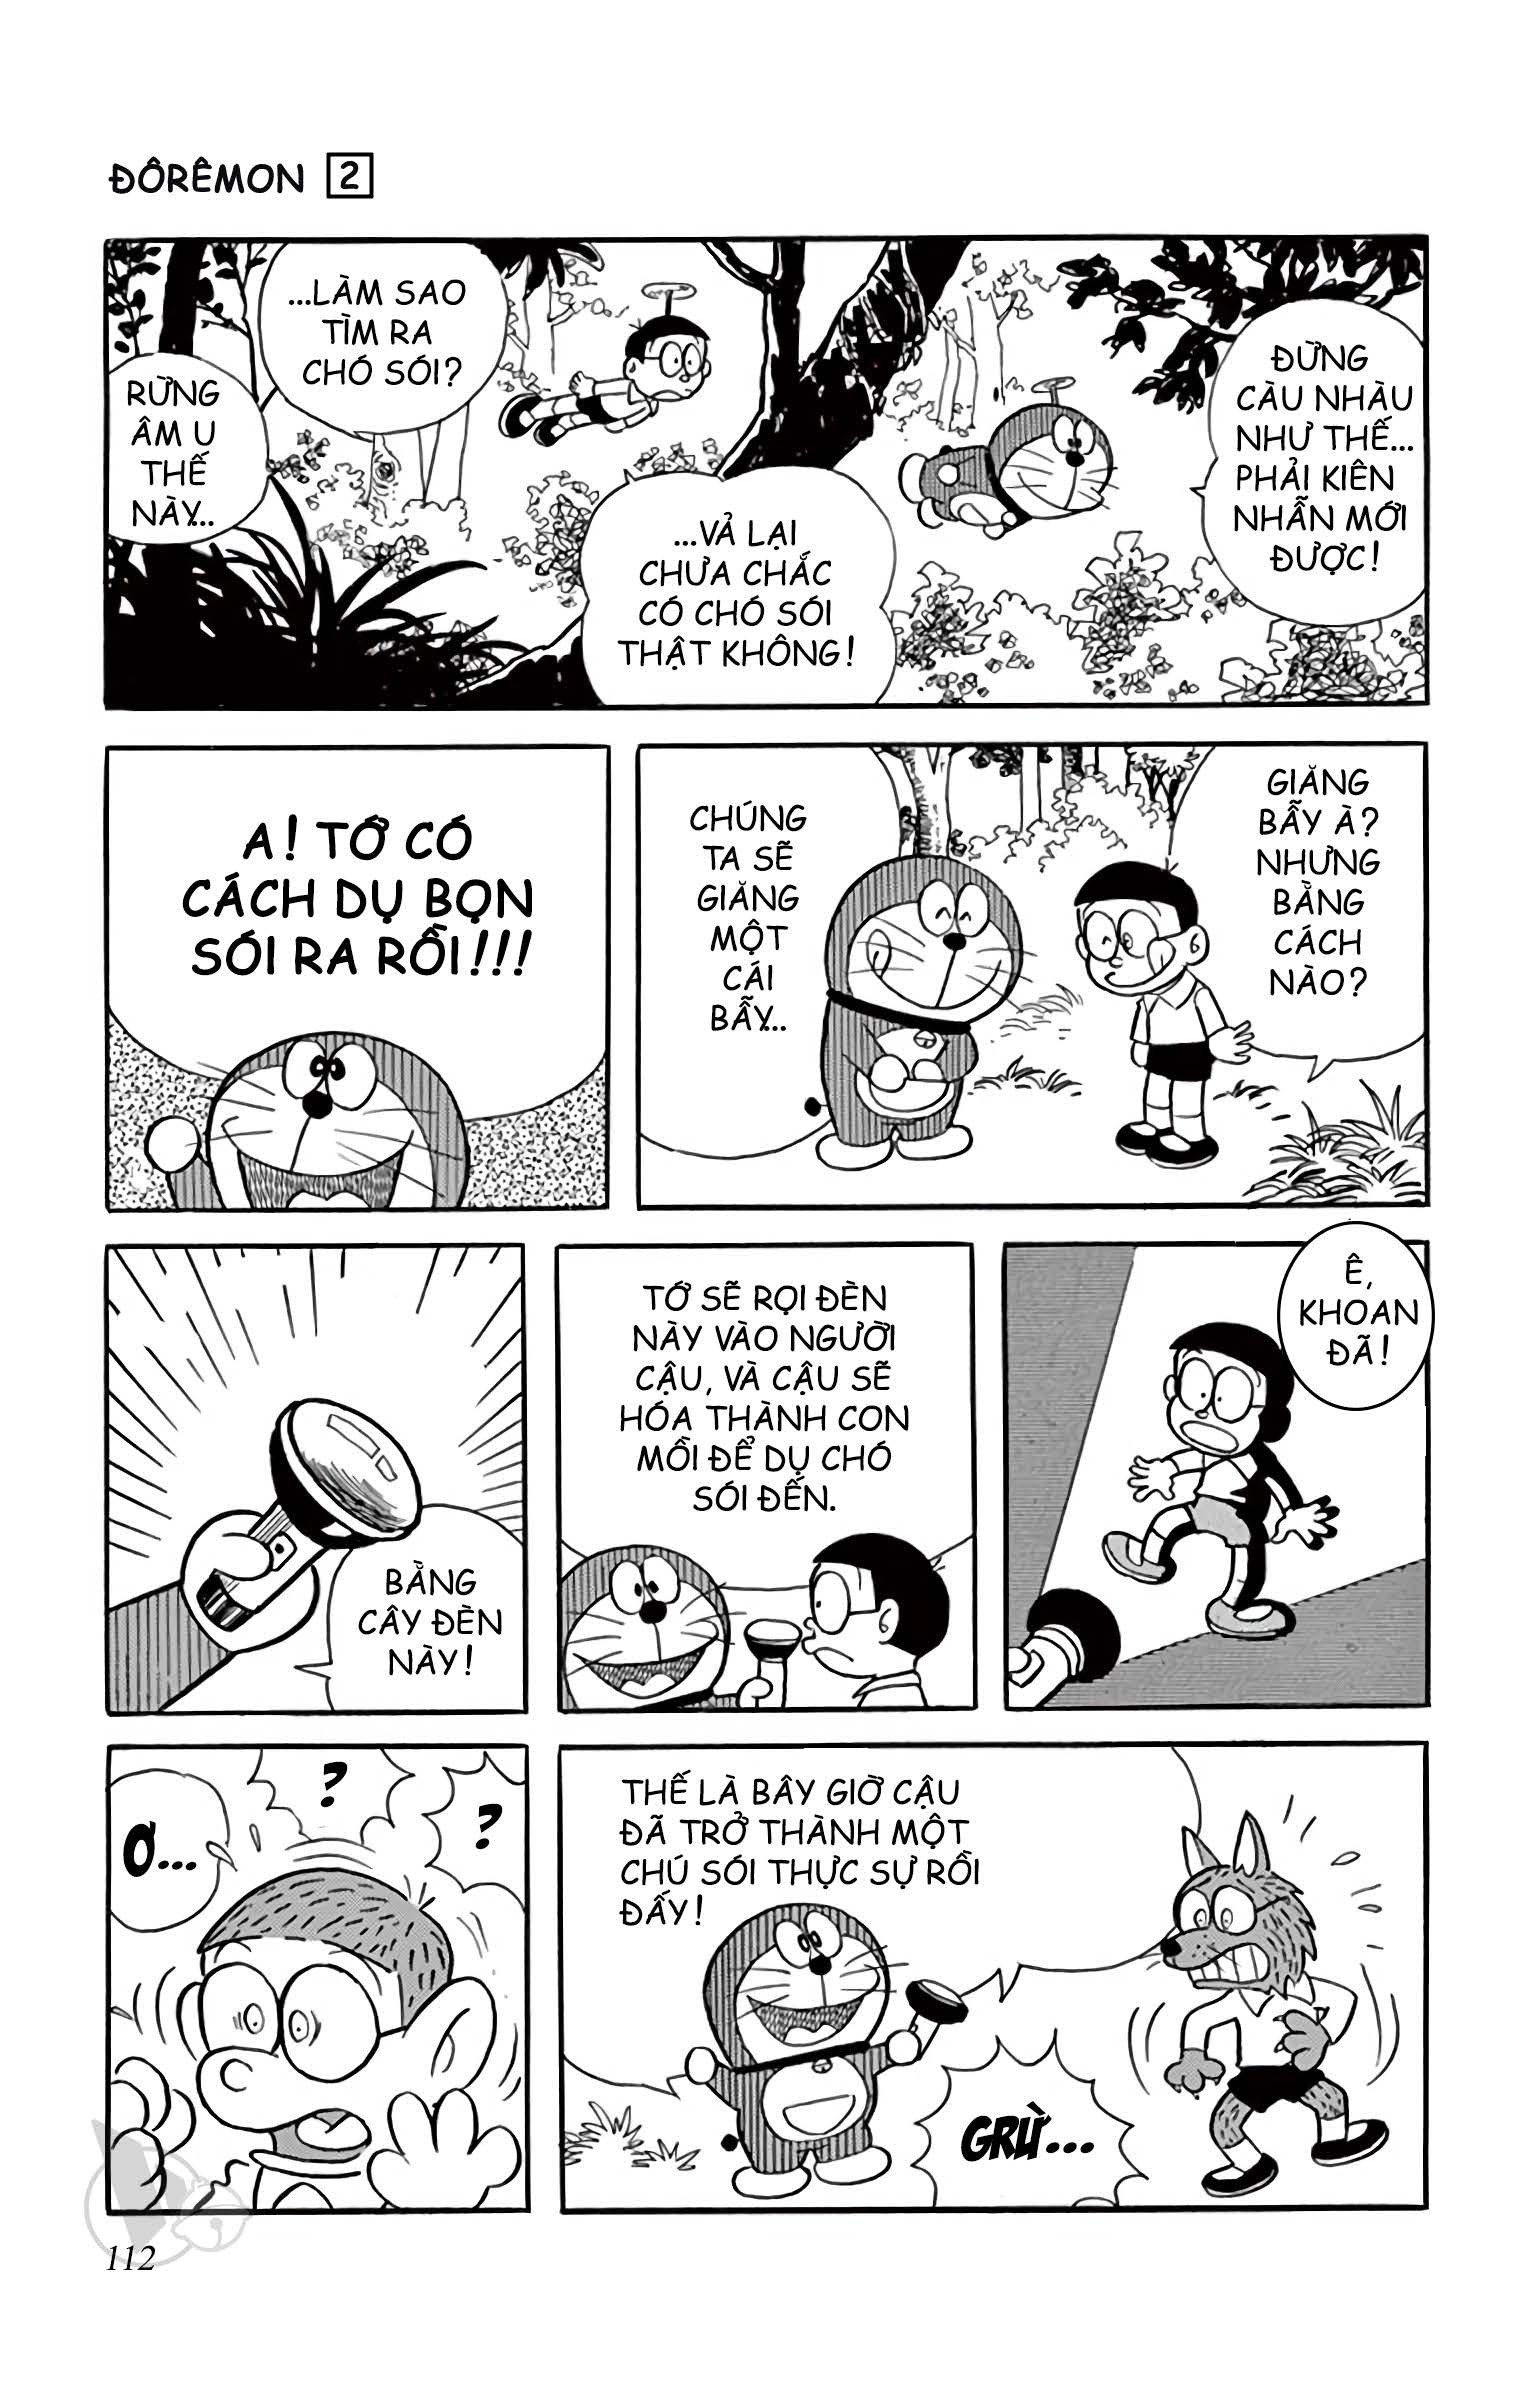 ĐÔRÊMON 2
RỪNG
ÂM U
THẾ
NÀY...
...LÀM SAO
TÌM RA
CHÓ SÓI?
...VẢ LẠI
CHƯA CHẮC
CÓ CHÓ SÓI
THẬT KHÔNG!
ĐỪNG
CÀU NHÀU
NHƯ THẾ...
PHẢI KIÊN
NHẪN MỚI
ĐƯỢC!
A! TỚ CÓ
CÁCH DỤ BỌN
SÓI RA RỒI!!!
CHÚNG
TA SẼ
GIĂNG
MỘT
CÁI
BẪY...
GIĂNG
BẪY À?
NHƯNG
BẰNG
CÁCH
NÀO?
BẰNG
CÂY ĐÈN
NÀY!
TỚ SẼ RỌI ĐÈN
NÀY VÀO NGƯỜI
CẬU, VÀ CẬU SẼ
HÓA THÀNH CON
MỒI ĐỂ DỤ CHÓ
SÓI ĐẾN.
Ê,
KHOAN
ĐÃ!
Ơ...
?
?
THẾ LÀ BÂY GIỜ CẬU
ĐÃ TRỞ THÀNH MỘT
CHÚ SÓI THỰC SỰ RỒI
ĐẤY!
GRỪ...
112